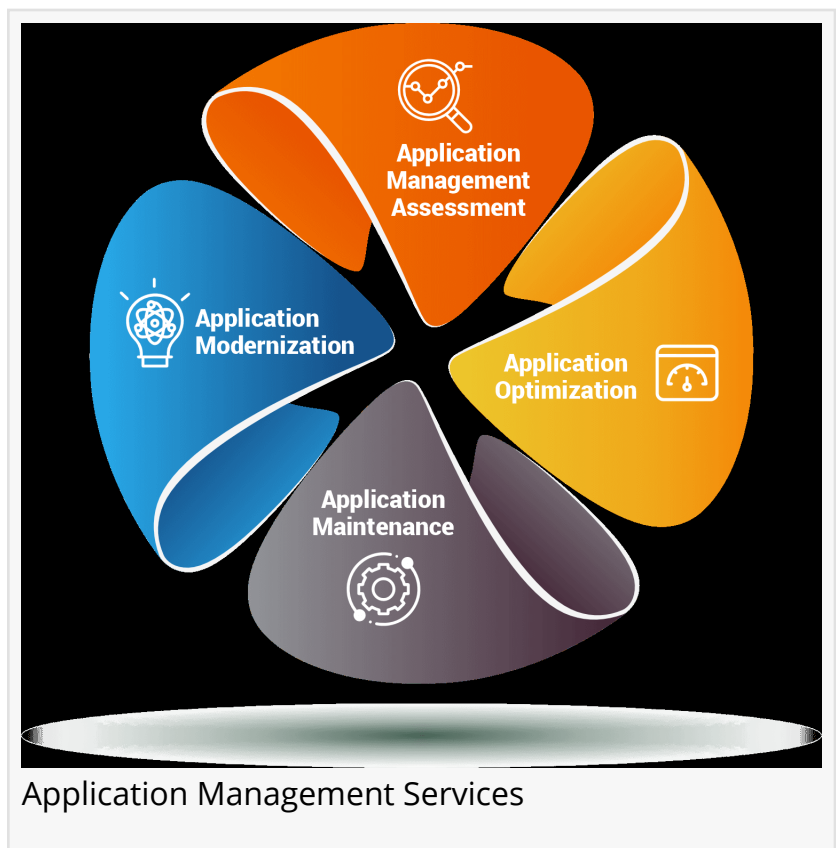 Application
Management
Assessment
Application
Modernization
Application
Optimization
Application
Maintenance
Application Management Services